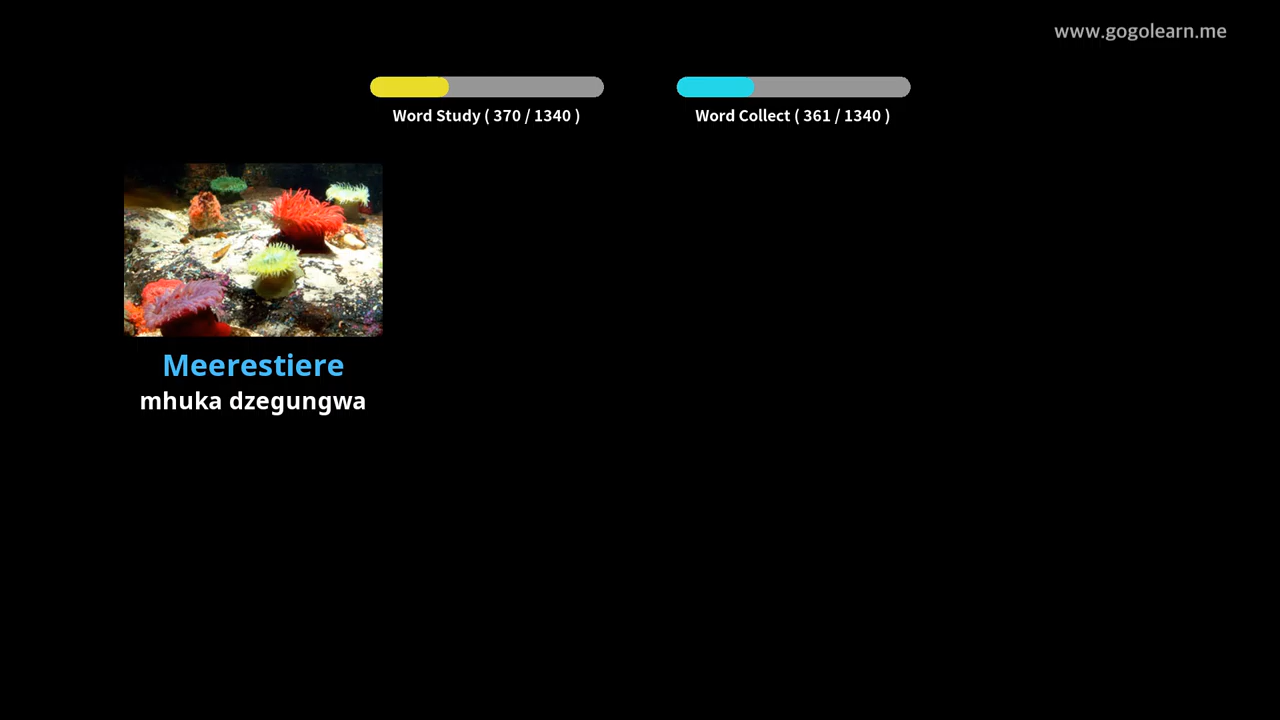 www.gogolearn.me
Word Study ( 370 / 1340 )
Word Collect ( 361 / 1340 )
Meerestiere
mhuka dzegungwa